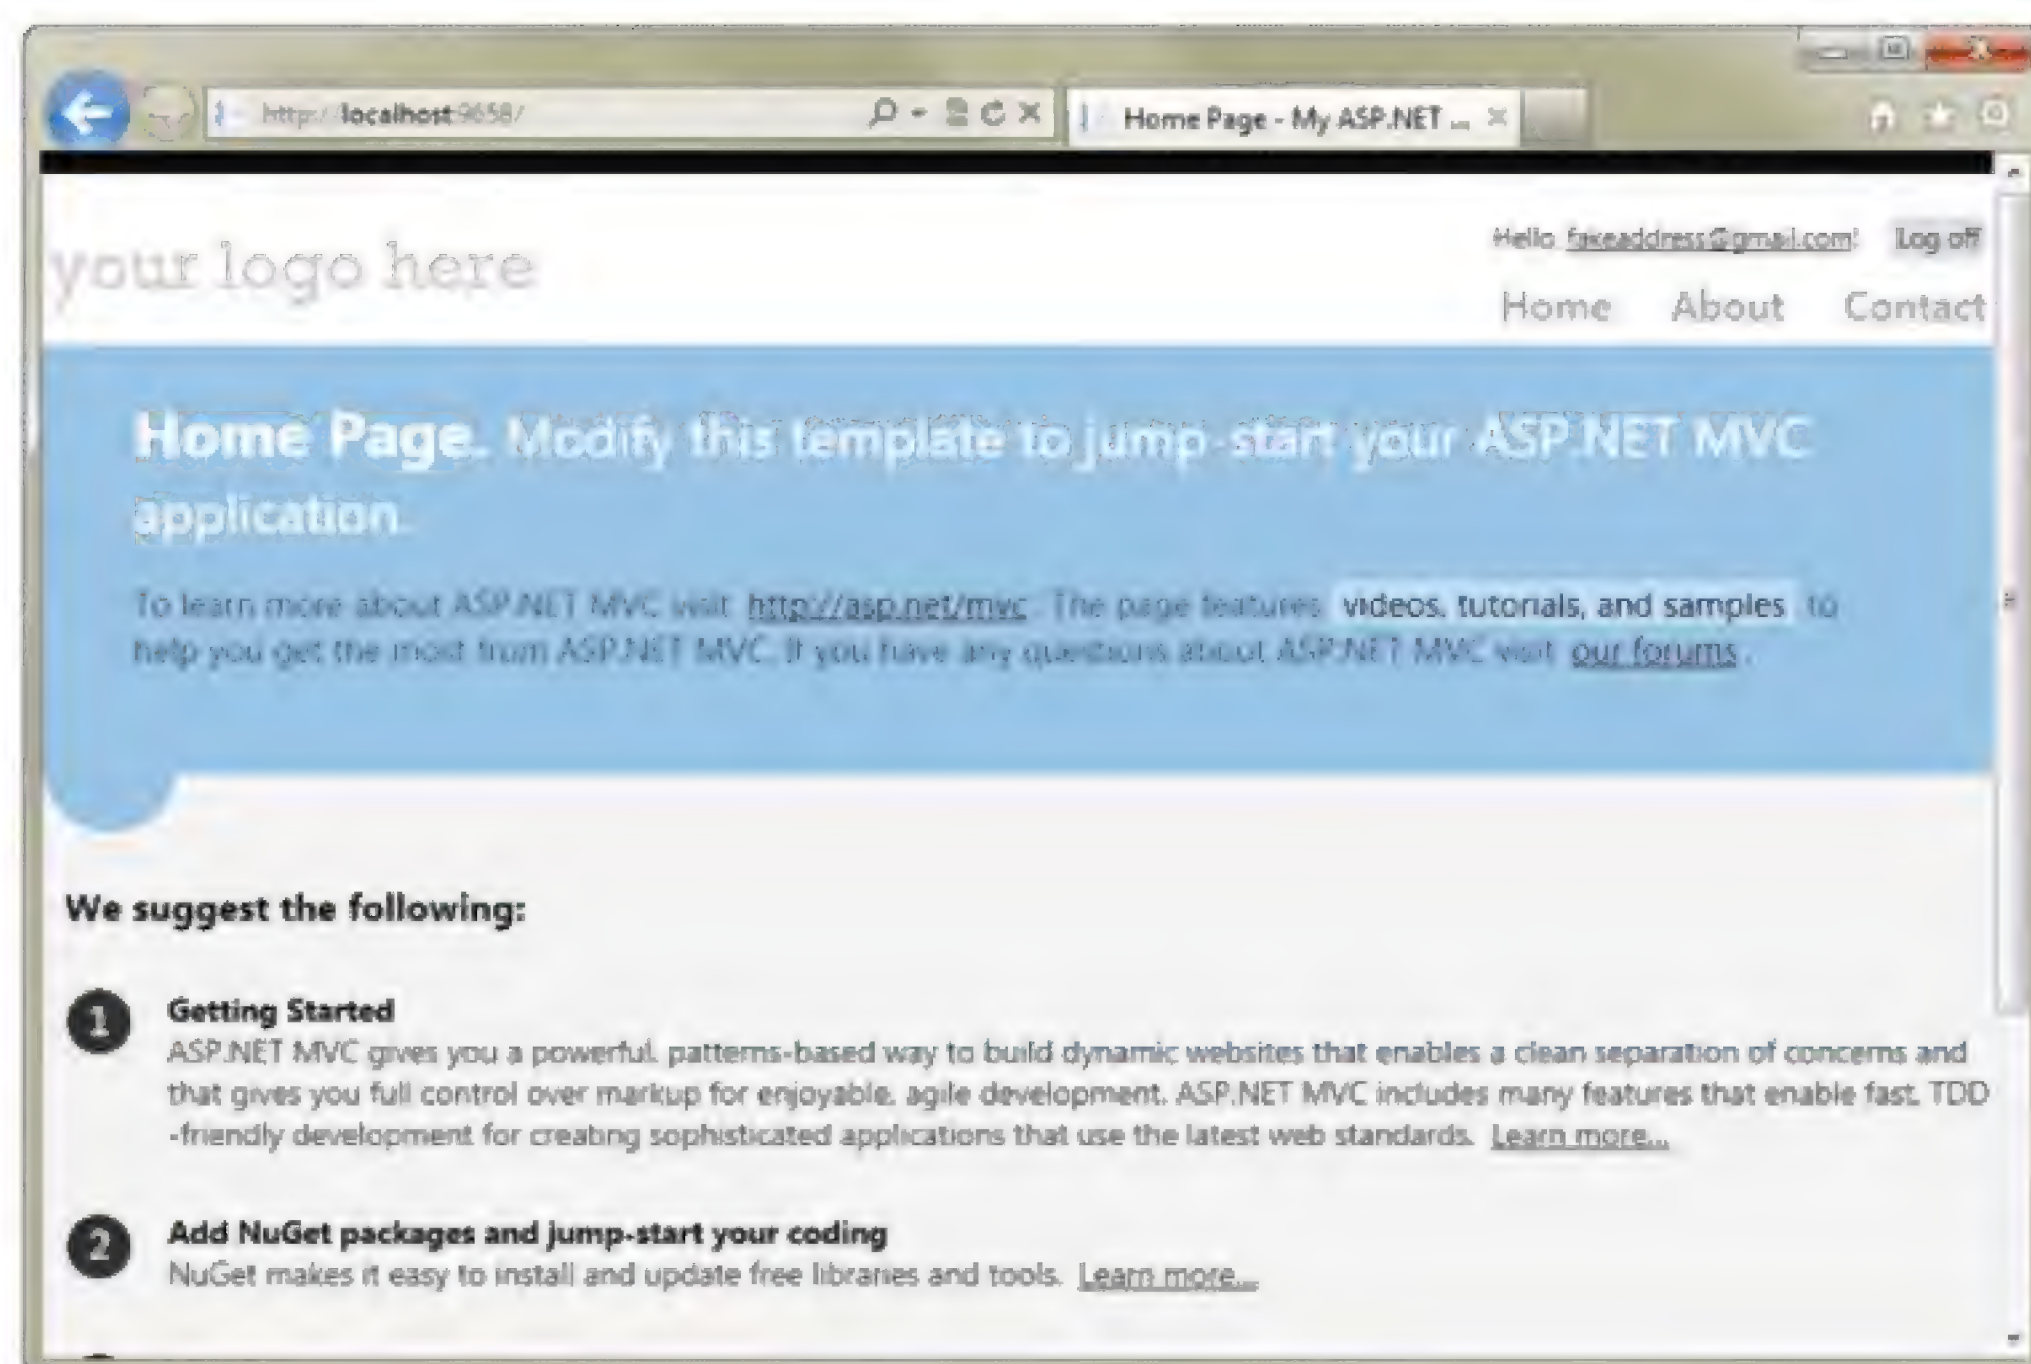 http://localhost:9658/
Home Page - My ASP.NET ...
your logo here
Hello, fakeaddress@gmail.com! Log off
Home About Contact
Home Page. Modify this template to jump-start your ASP.NET MVC
application.
To learn more about ASP.NET MVC visit http://asp.net/mvc. The page features videos, tutorials, and samples to
help you get the most from ASP.NET MVC. If you have any questions about ASP.NET MVC visit our forums.
We suggest the following:
1 Getting Started
ASP.NET MVC gives you a powerful, patterns-based way to build dynamic websites that enables a clean separation of concerns and
that gives you full control over markup for enjoyable, agile development. ASP.NET MVC includes many features that enable fast, TDD
-friendly development for creating sophisticated applications that use the latest web standards. Learn more...
2 Add NuGet packages and jump-start your coding
NuGet makes it easy to install and update free libraries and tools. Learn more...